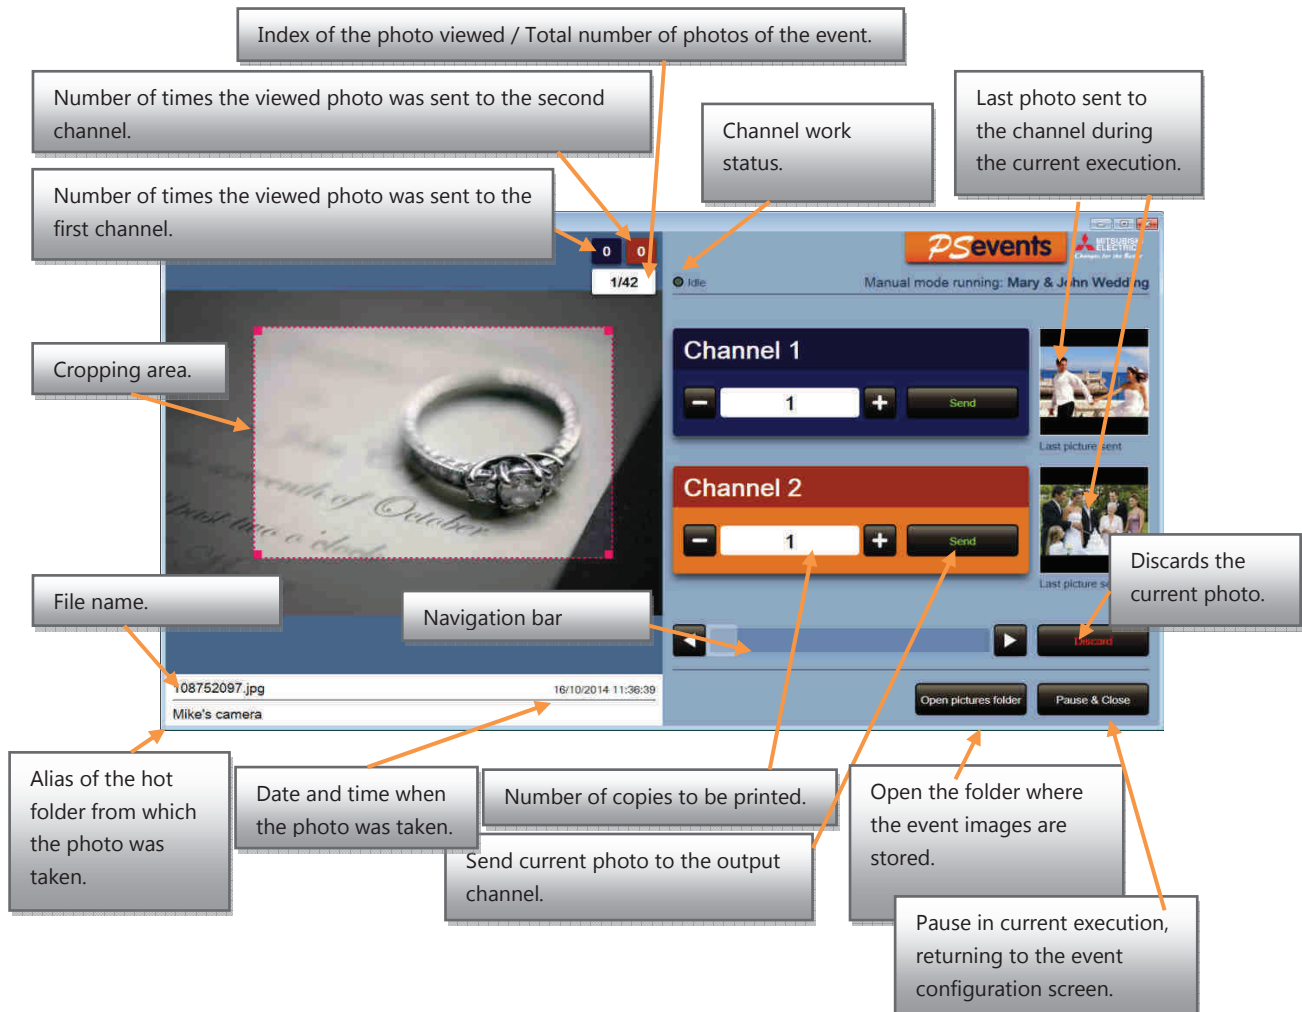 Index of the photo viewed / Total number of photos of the event.
Number of times the viewed photo was sent to the second
channel.
Channel work
status.
Last photo sent to
the channel during
the current execution.
Number of times the viewed photo was sent to the
first channel.
0 0
1/42
PSevents
MITSUBISHI
ELECTRIC
Changes for the Better
Idle
Manual mode running: Mary & John Wedding
Cropping area.
Channel 1
1
Send
Last picture sent
Channel 2
1
Send
Last picture
October
Discards the
current photo.
File name.
Navigation bar
Discard
108752097.jpg
16/10/2014 11:36:39
Mike's camera
Open pictures folder
Pause & Close
Alias of the hot
folder from which
the photo was
taken.
Date and time when
the photo was taken.
Number of copies to be printed.
Send current photo to the output
channel.
Open the folder where
the event images are
stored.
Pause in current execution,
returning to the event
configuration screen.